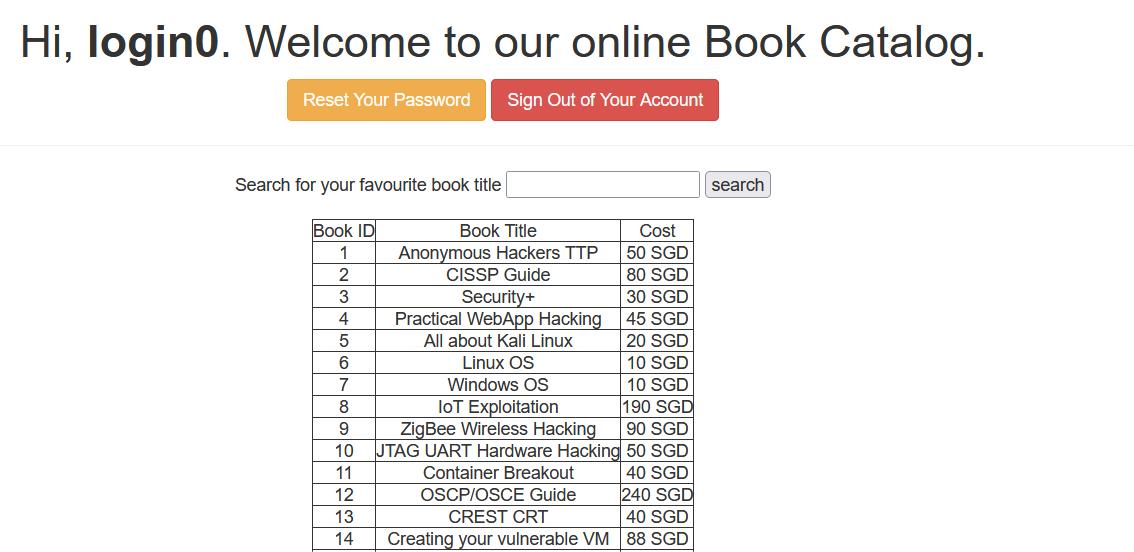 Hi, login0. Welcome to our online Book Catalog.
Reset Your Password Sign Out of Your Account
Search for your favourite book title search
Book ID Book Title Cost
1 Anonymous Hackers TTP 50 SGD
2 CISSP Guide 80 SGD
3 Security+ 30 SGD
4 Practical WebApp Hacking 45 SGD
5 All about Kali Linux 20 SGD
6 Linux OS 10 SGD
7 Windows OS 10 SGD
8 IoT Exploitation 190 SGD
9 ZigBee Wireless Hacking 90 SGD
10 JTAG UART Hardware Hacking 50 SGD
11 Container Breakout 40 SGD
12 OSCP/OSCE Guide 240 SGD
13 CREST CRT 40 SGD
14 Creating your vulnerable VM 88 SGD